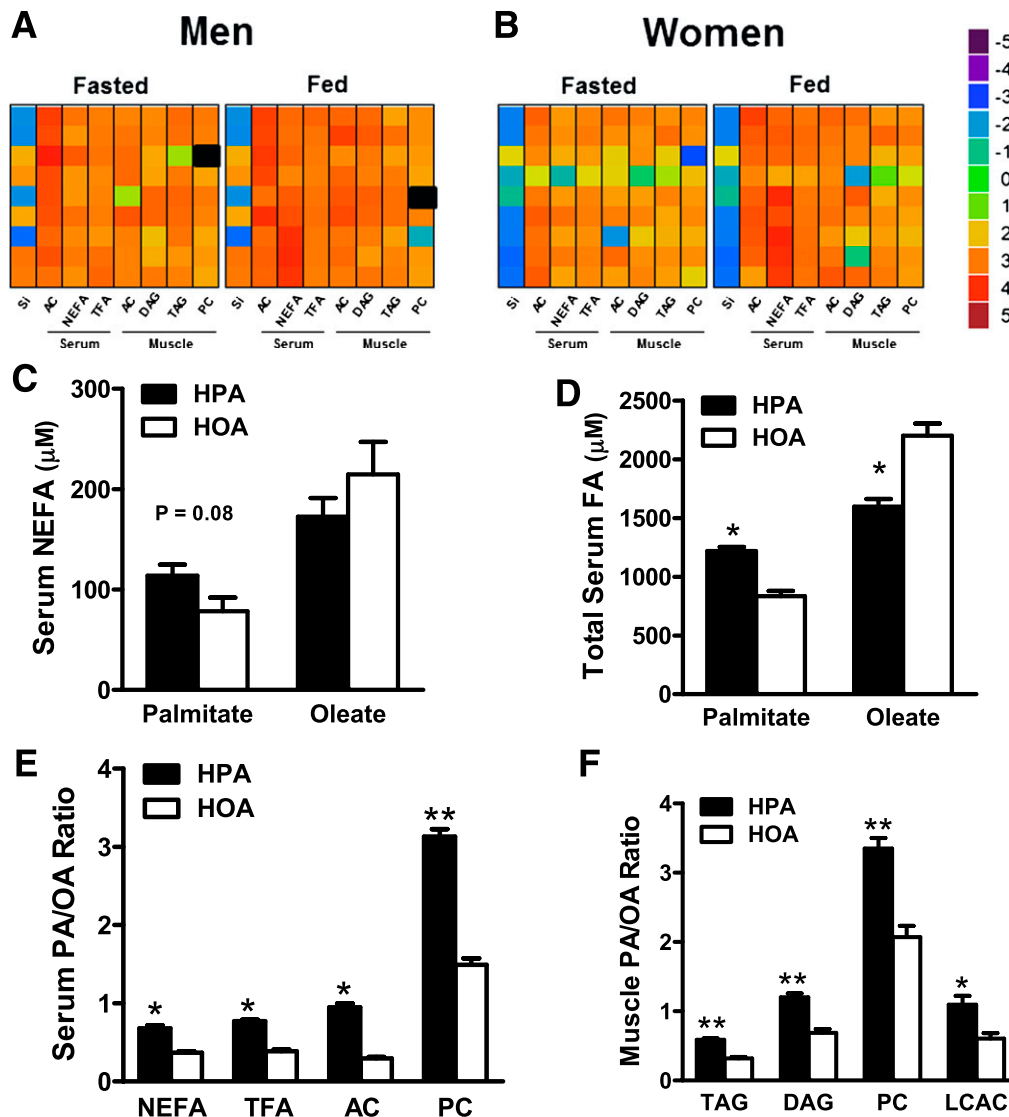 A
Men
B
Women
Fasted
Fed
Fasted
Fed
-5
-4
-3
-2
-1
0
1
2
3
4
5
Si AC NEFA TFA AC DAG TAG PC
Si AC NEFA TFA AC DAG TAG PC
Si AC NEFA TFA AC DAG TAG PC
Si AC NEFA TFA AC DAG TAG PC
Serum Muscle
Serum Muscle
Serum Muscle
Serum Muscle
C
Serum NEFA (μM)
300
200
100
0
HPA
HOA
P = 0.08
Palmitate Oleate
D
Total Serum FA (μM)
2500
2000
1500
1000
500
0
HPA
HOA
*
*
Palmitate Oleate
E
Serum PA/OA Ratio
4
3
2
1
0
HPA
HOA
*
*
*
**
NEFA TFA AC PC
F
Muscle PA/OA Ratio
4
3
2
1
0
HPA
HOA
**
**
**
*
TAG DAG PC LCAC